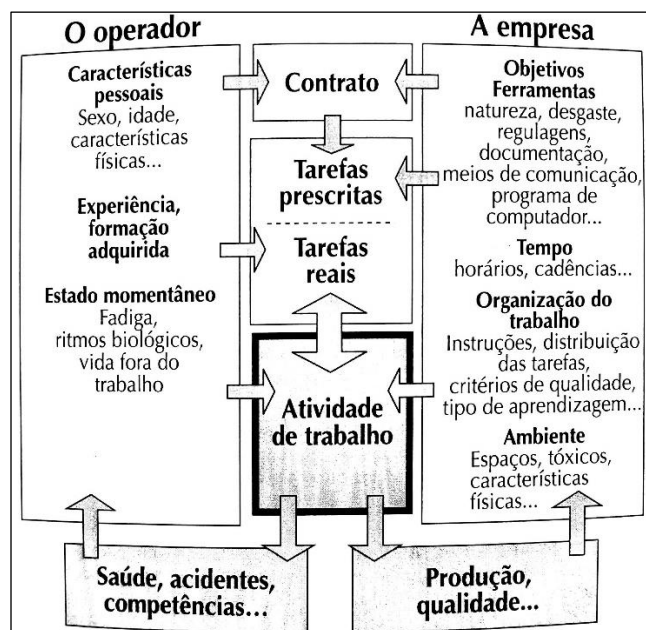 O operador
Características
pessoais
Sexo, idade,
características
físicas...
Experiência,
formação
adquirida
Estado momentâneo
Fadiga,
ritmos biológicos,
vida fora do
trabalho
Contrato
Tarefas
prescritas
Tarefas
reais
Atividade
de trabalho
A empresa
Objetivos
Ferramentas
natureza, desgaste,
regulagens,
documentação,
meios de comunicação,
programa de
computador...
Tempo
horários, cadências...
Organização do
trabalho
Instruções, distribuição
das tarefas,
critérios de qualidade,
tipo de aprendizagem...
Ambiente
Espaços, tóxicos,
características
físicas...
Saúde, acidentes,
competências...
Produção,
qualidade...